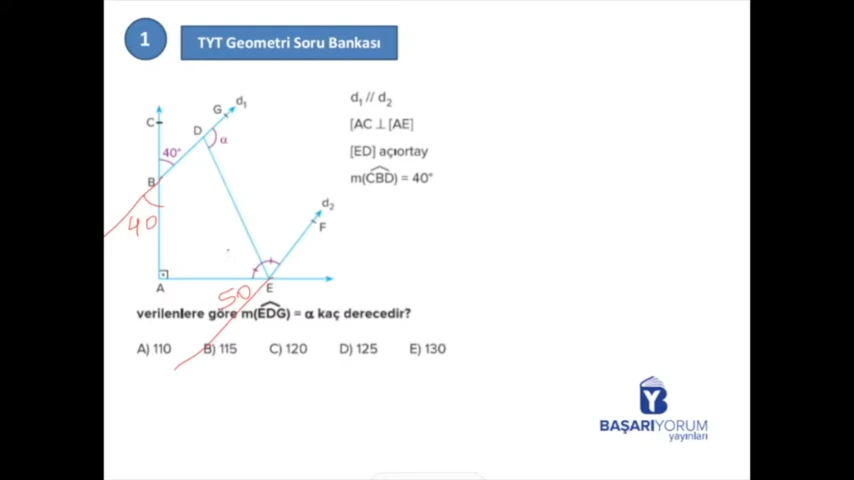 1
TYT Geometri Soru Bankası
d₁ // d₂
[AC ⊥ [AE]
[ED] açıortay
m(CBD) = 40°
C
G
d₁
D
α
40°
B
40
d₂
F
A
E
50
verilenlere göre m(EDG) = α kaç derecedir?
A) 110 B) 115 C) 120 D) 125 E) 130
BAŞARIYORUM
yayınları